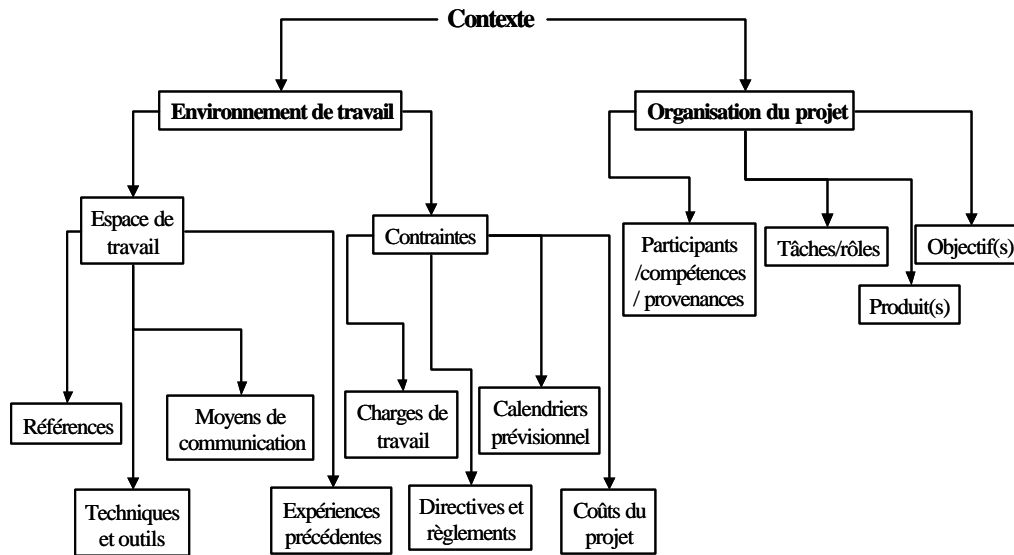 Contexte
Environnement de travail
Organisation du projet
Espace de
travail
Contraintes
Participants
/compétences
/ provenances
Tâches/rôles
Objectif(s)
Produit(s)
Références
Moyens de
communication
Charges de
travail
Calendriers
prévisionnel
Techniques
et outils
Expériences
précédentes
Directives et
règlements
Coûts du
projet